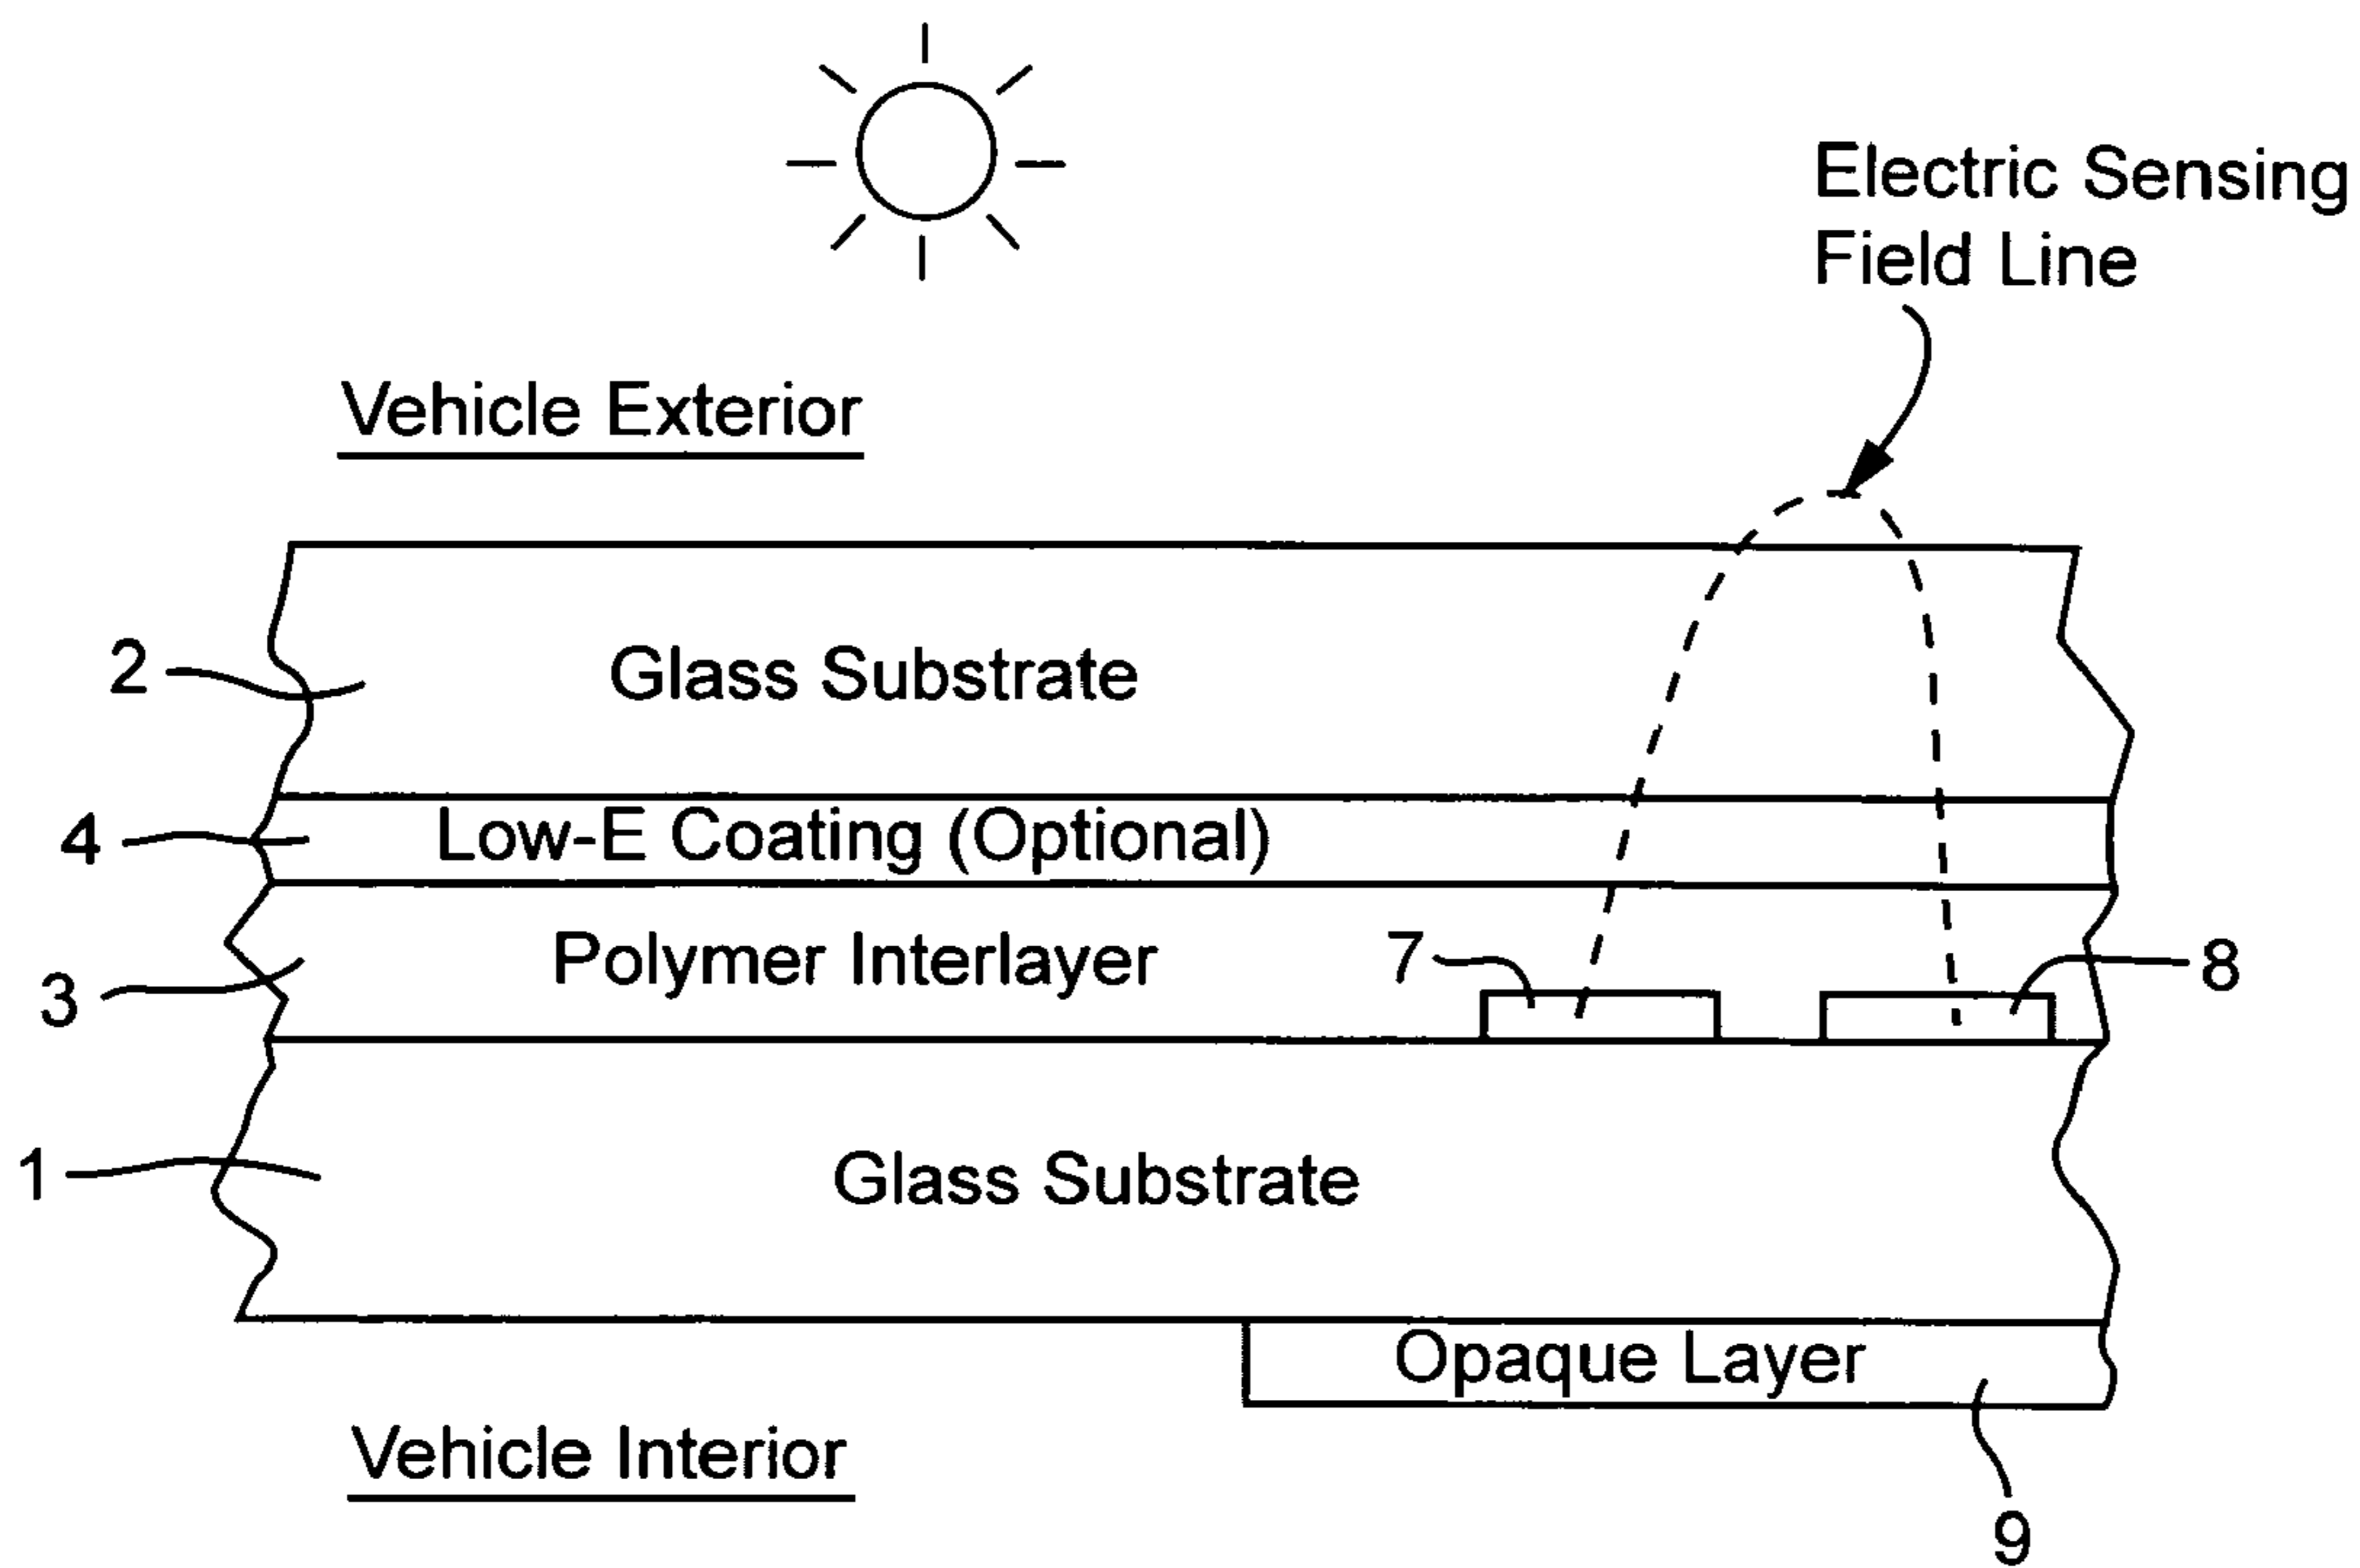 Electric Sensing
Field Line
Vehicle Exterior
2
Glass Substrate
4
Low-E Coating (Optional)
3
Polymer Interlayer
7
8
1
Glass Substrate
Opaque Layer
Vehicle Interior
9